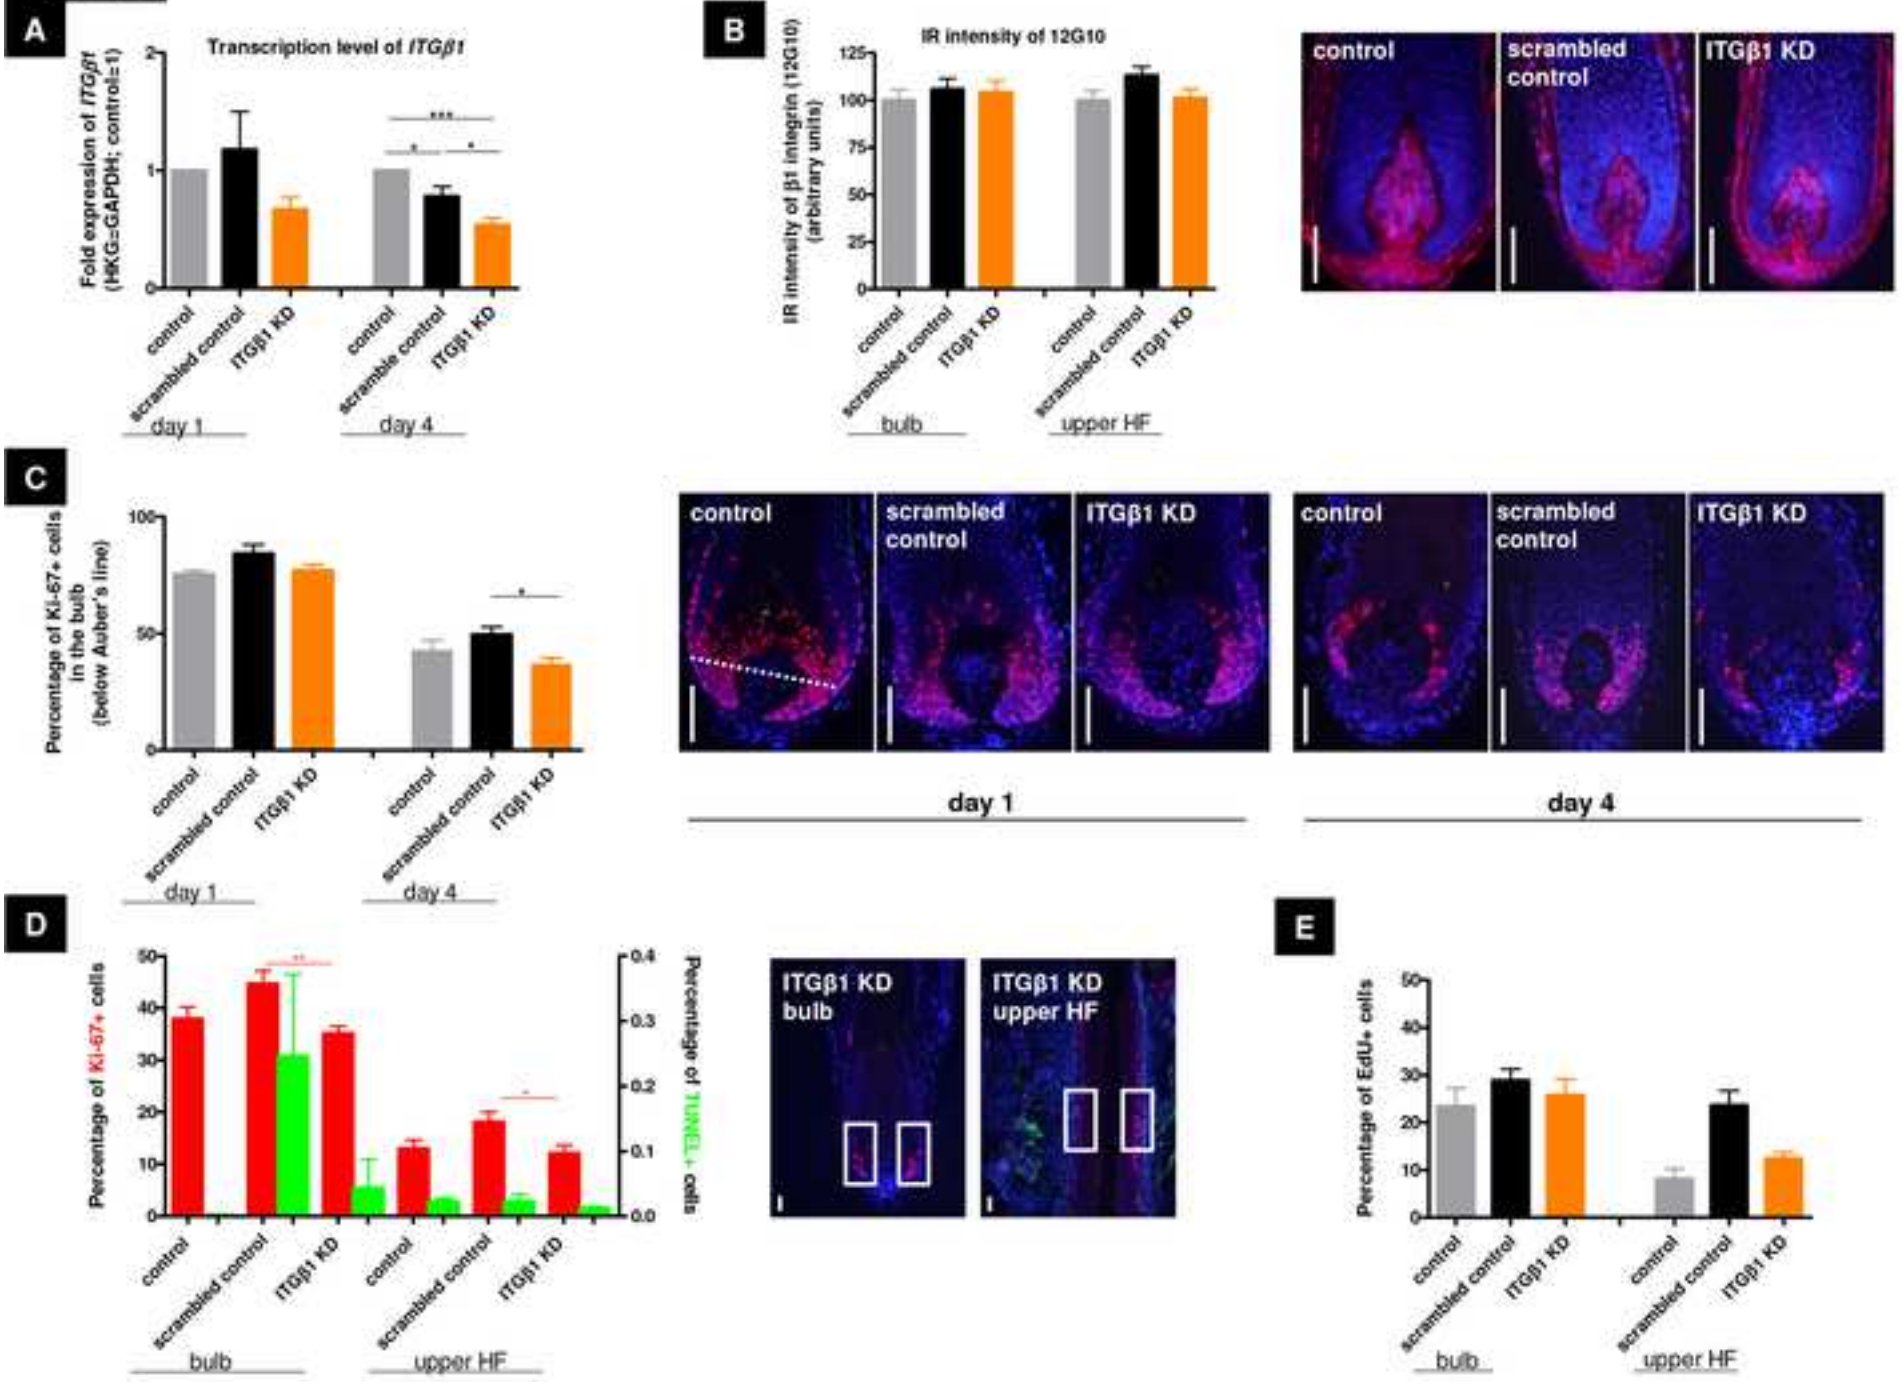 A
Transcription level of ITGβ1
Fold expression of ITGβ1
(HKG=GAPDH; control=1)
2
1
0
***
*
*
control
scrambled control
ITGβ1 KD
control
scramble control
ITGβ1 KD
day 1
day 4
B
IR intensity of 12G10
IR intensity of β1 integrin (12G10)
(arbitrary units)
125
100
75
50
25
0
control
scrambled control
ITGβ1 KD
control
scrambled control
ITGβ1 KD
bulb
upper HF
control
scrambled
control
ITGβ1 KD
C
Percentage of Ki-67+ cells
in the bulb
(below Auber's line)
100
50
0
*
control
scrambled control
ITGβ1 KD
control
scrambled control
ITGβ1 KD
day 1
day 4
control
scrambled
control
ITGβ1 KD
control
scrambled
control
ITGβ1 KD
day 1
day 4
D
Percentage of Ki-67+ cells
50
40
30
20
10
0
**
*
0.4
0.3
0.2
0.1
0.0
Percentage of TUNEL+ cells
control
scrambled control
ITGβ1 KD
control
scrambled control
ITGβ1 KD
bulb
upper HF
ITGβ1 KD
bulb
ITGβ1 KD
upper HF
E
Percentage of EdU+ cells
50
40
30
20
10
0
control
scrambled control
ITGβ1 KD
control
scrambled control
ITGβ1 KD
bulb
upper HF